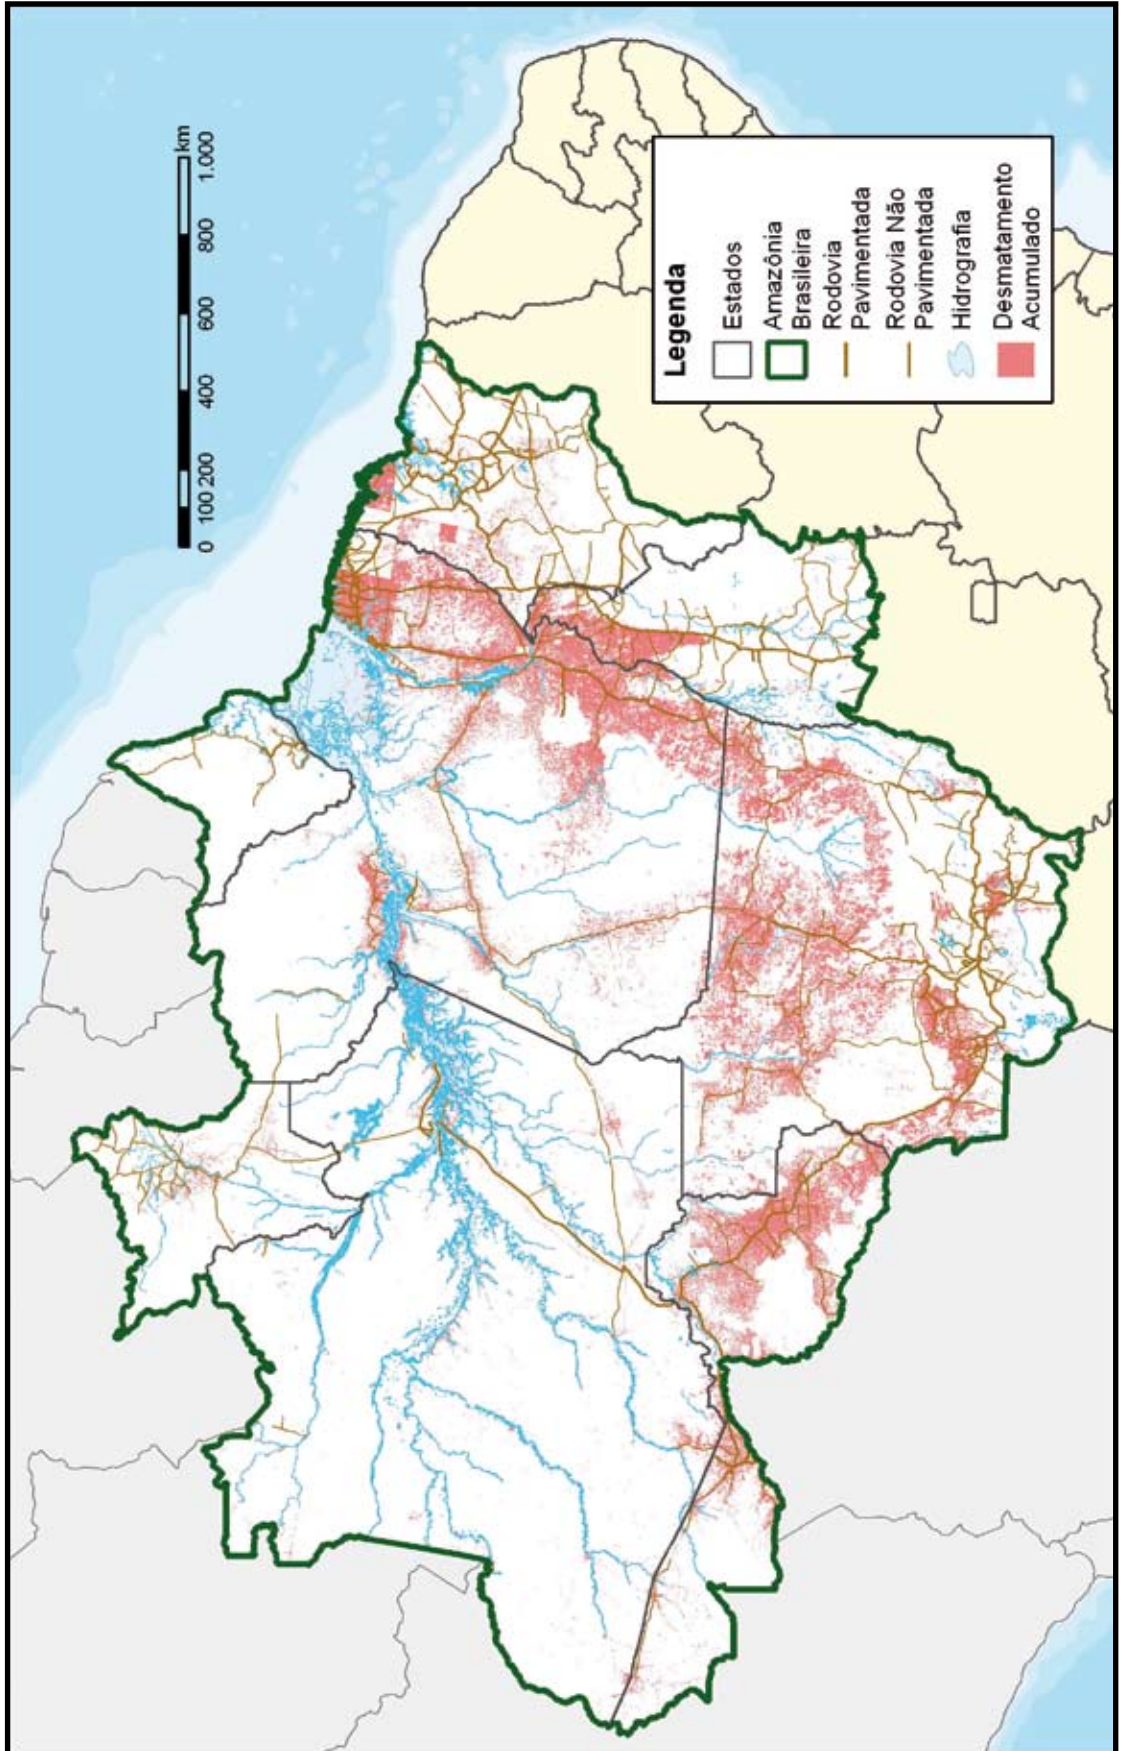 0 100 200 400 600 800 1.000
km
Legenda
Estados
Amazônia
Brasileira
Rodovia
Pavimentada
Rodovia Não
Pavimentada
Hidrografia
Desmatamento
Acumulado